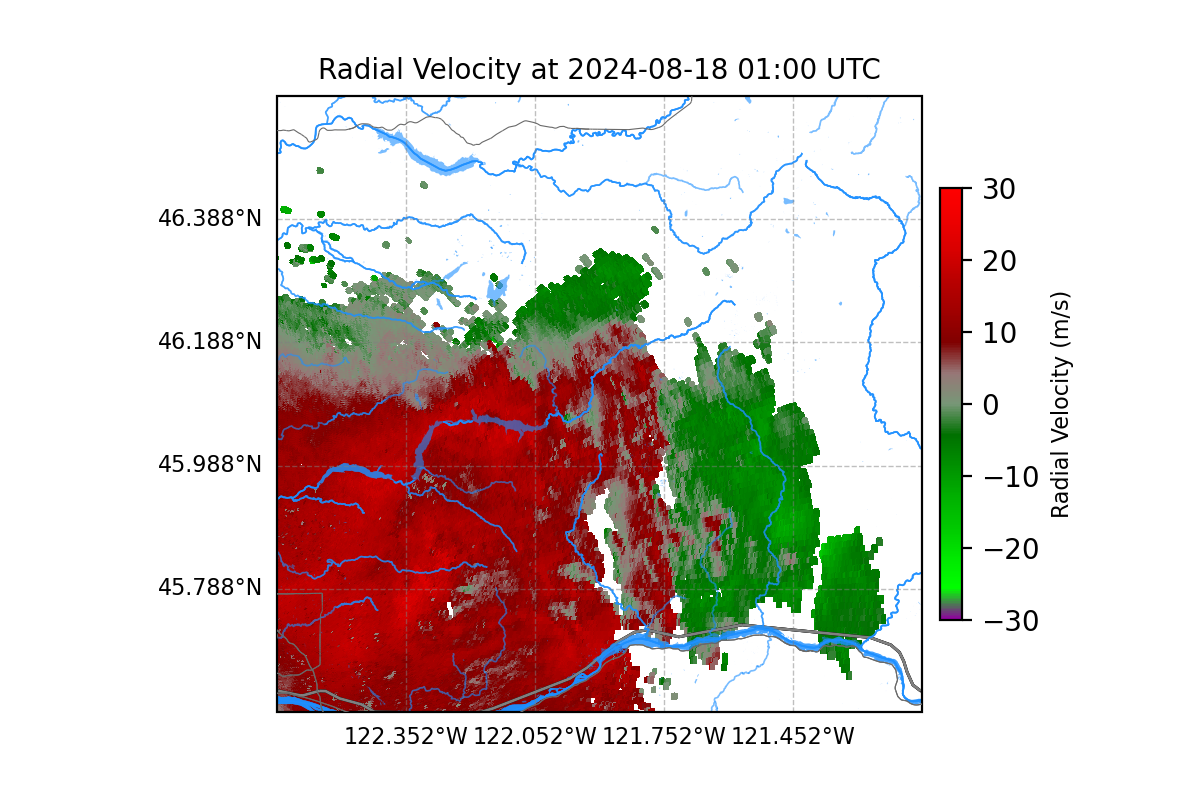 Radial Velocity at 2024-08-18 01:00 UTC
46.388°N
46.188°N
45.988°N
45.788°N
122.352°W 122.052°W 121.752°W 121.452°W
30
20
10
0
−10
−20
−30
Radial Velocity (m/s)